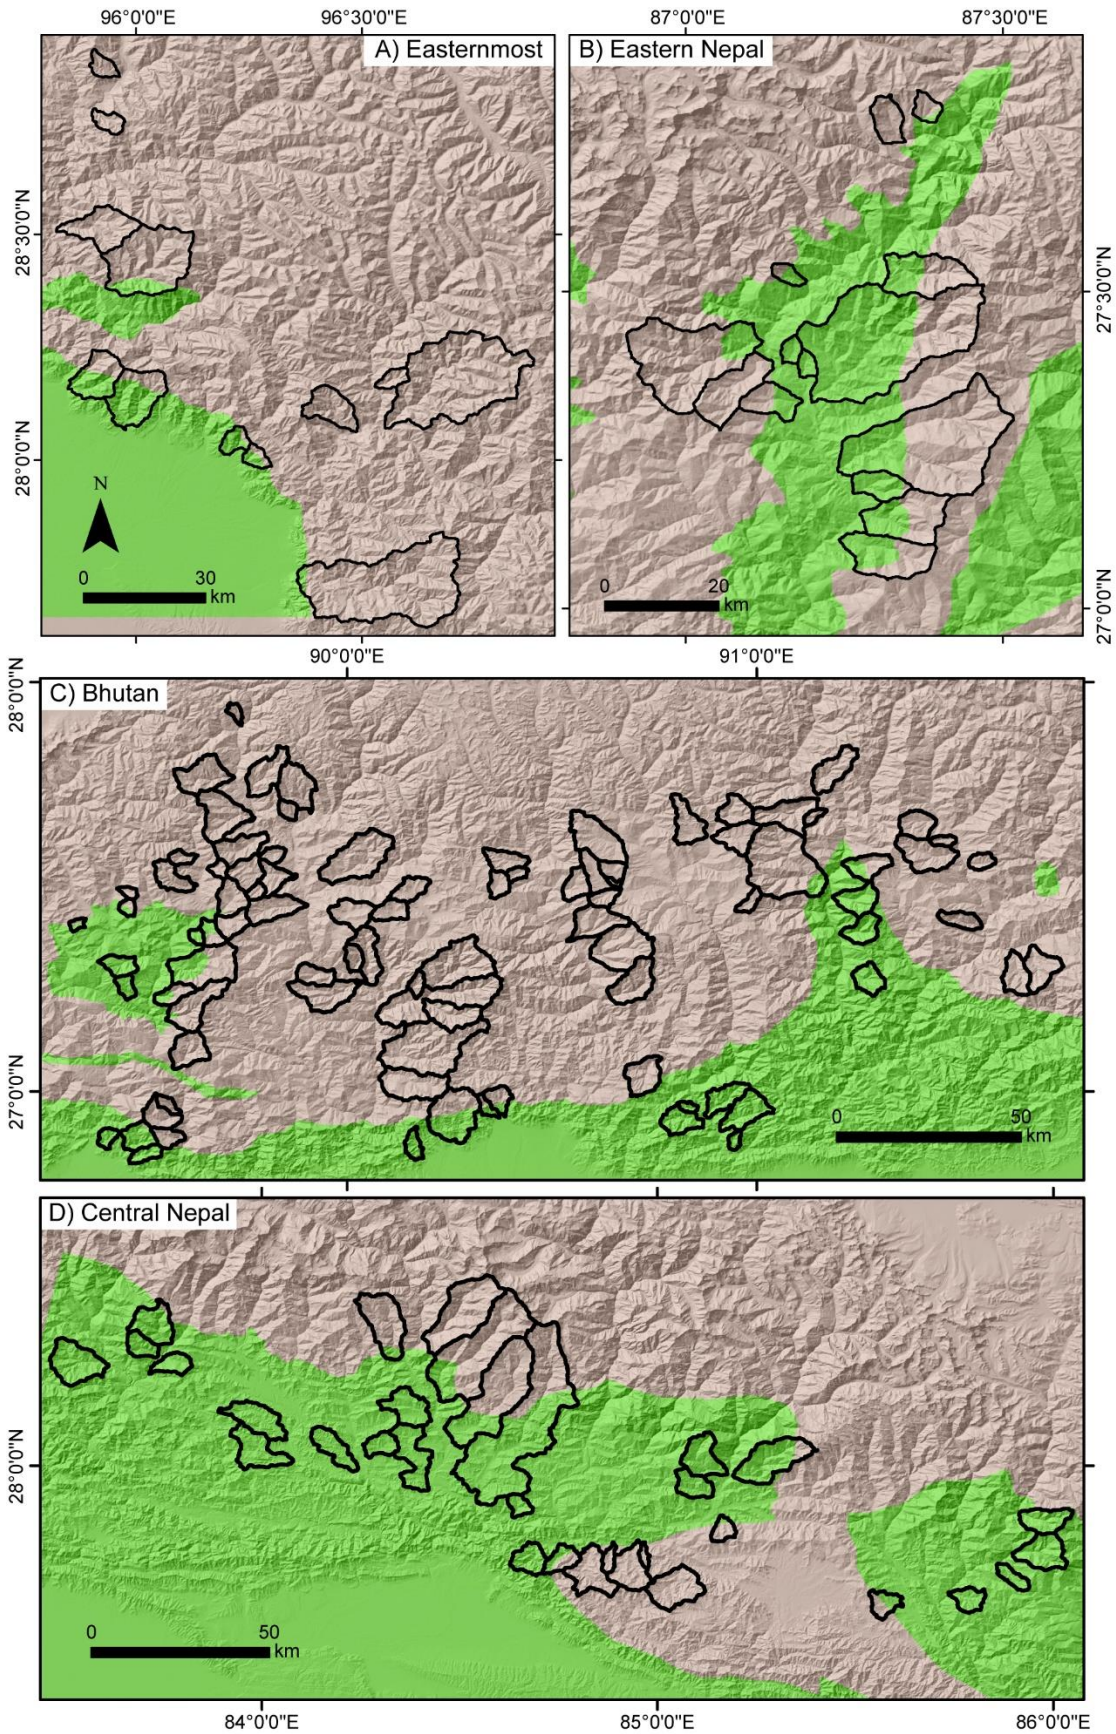 96°0'0"E 96°30'0"E 87°0'0"E 87°30'0"E
A) Easternmost
B) Eastern Nepal
28°30'0"N
28°0'0"N
27°30'0"N
27°0'0"N
N
0 30
km
0 20
km
90°0'0"E 91°0'0"E
C) Bhutan
28°0'0"N
27°0'0"N
0 50
km
D) Central Nepal
28°0'0"N
0 50
km
84°0'0"E 85°0'0"E 86°0'0"E